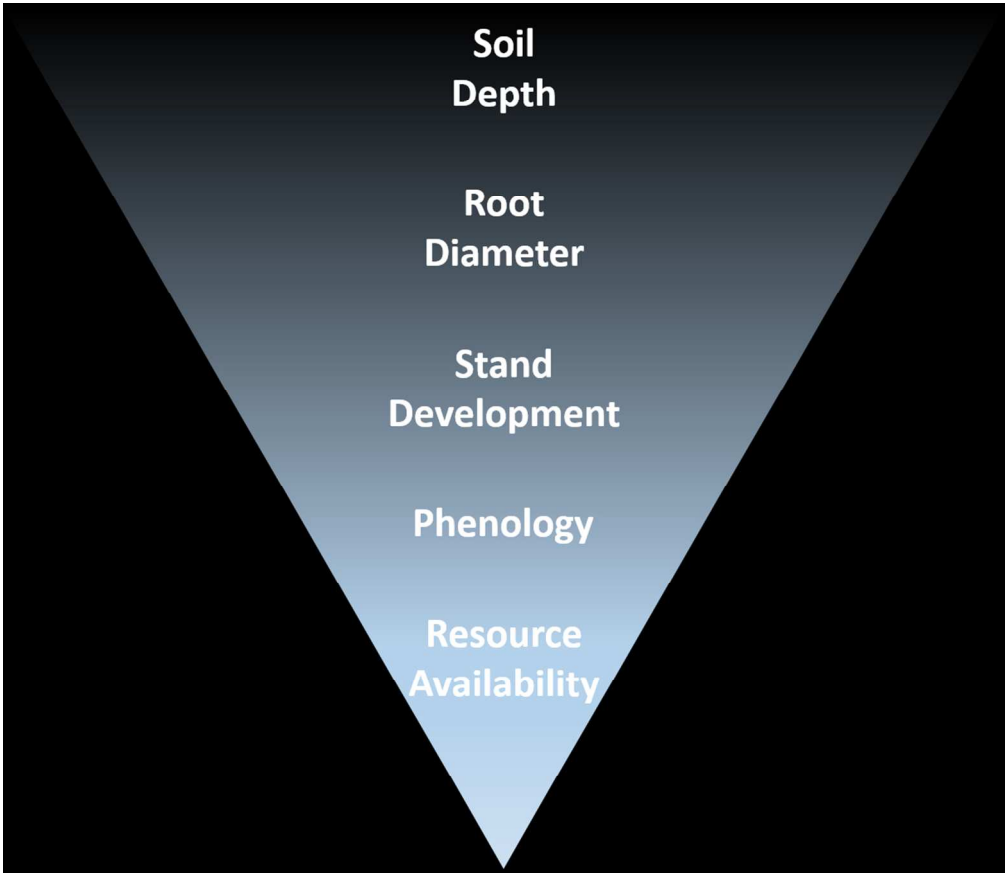 Soil
Depth
Root
Diameter
Stand
Development
Phenology
Resource
Availability